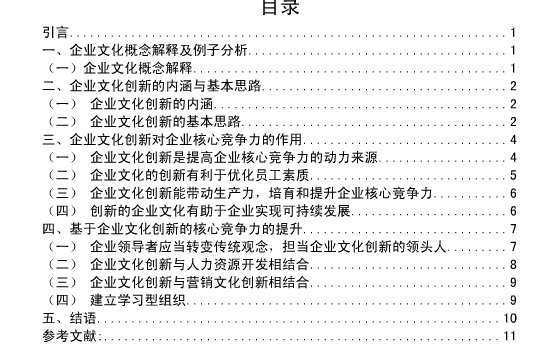 目录
引言 1
一、企业文化概念解释及例子分析 1
（一）企业文化概念解释 1
二、企业文化创新的内涵与基本思路 2
（一） 企业文化创新的内涵 2
（二） 企业文化创新的基本思路 2
三、企业文化创新对企业核心竞争力的作用 4
（一） 企业文化创新是提高企业核心竞争力的动力来源 4
（二） 企业文化的创新有利于优化员工素质 5
（三） 企业文化创新能带动生产力，培育和提升企业核心竞争力 6
（四） 创新的企业文化有助于企业实现可持续发展 6
四、基于企业文化创新的核心竞争力的提升 7
（一） 企业领导者应当转变传统观念，担当企业文化创新的领头人 7
（二） 企业文化创新与人力资源开发相结合 8
（三） 企业文化创新与营销文化创新相结合 9
（四） 建立学习型组织 9
五、结语 10
参考文献: 11